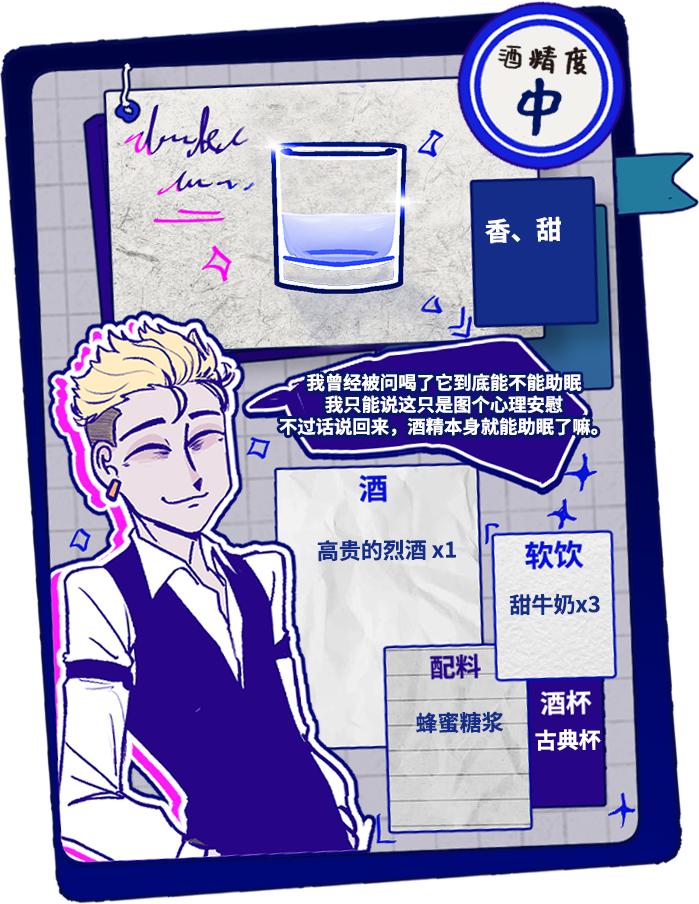 酒精度
中
香、甜
我曾经被问喝了它到底能不能助眠
我只能说这只是图个心理安慰
不过话说回来，酒精本身就能助眠了嘛。
酒
高贵的烈酒 x1
软饮
甜牛奶x3
配料
蜂蜜糖浆
酒杯
古典杯